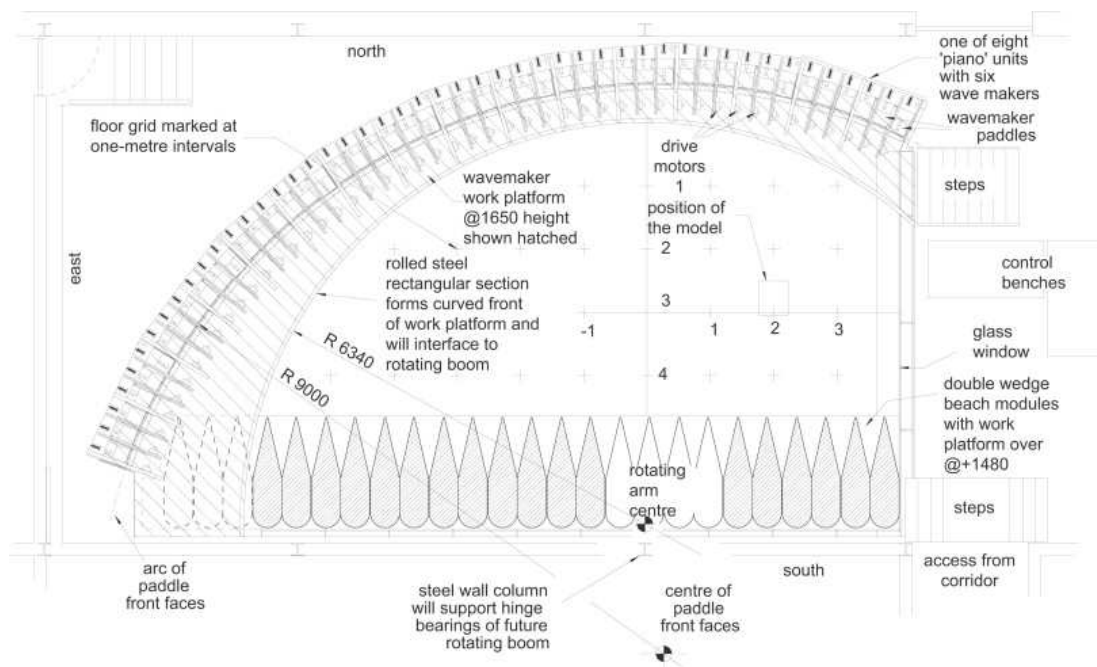 north
one of eight
'piano' units
with six
wave makers
wavemaker
paddles
floor grid marked at
one-metre intervals
drive
motors
1
steps
wavemaker
work platform
@1650 height
shown hatched
position of
the model
2
east
rolled steel
rectangular section
forms curved front
of work platform and
will interface to
rotating boom
control
benches
3
-1
1
2
3
R 6340
R 9000
glass
window
4
double wedge
beach modules
with work
platform over
@+1480
rotating
arm
centre
steps
arc of
paddle
front faces
steel wall column
will support hinge
bearings of future
rotating boom
centre of
paddle
front faces
south
access from
corridor